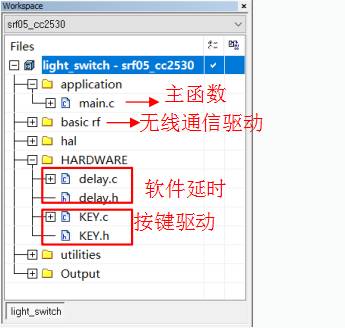 Workspace
srf05_cc2530
Files
light_switch - srf05_cc2530
application
main.c
主函数
basic rf
无线通信驱动
hal
HARDWARE
delay.c
软件延时
delay.h
KEY.c
按键驱动
KEY.h
utilities
Output
light_switch